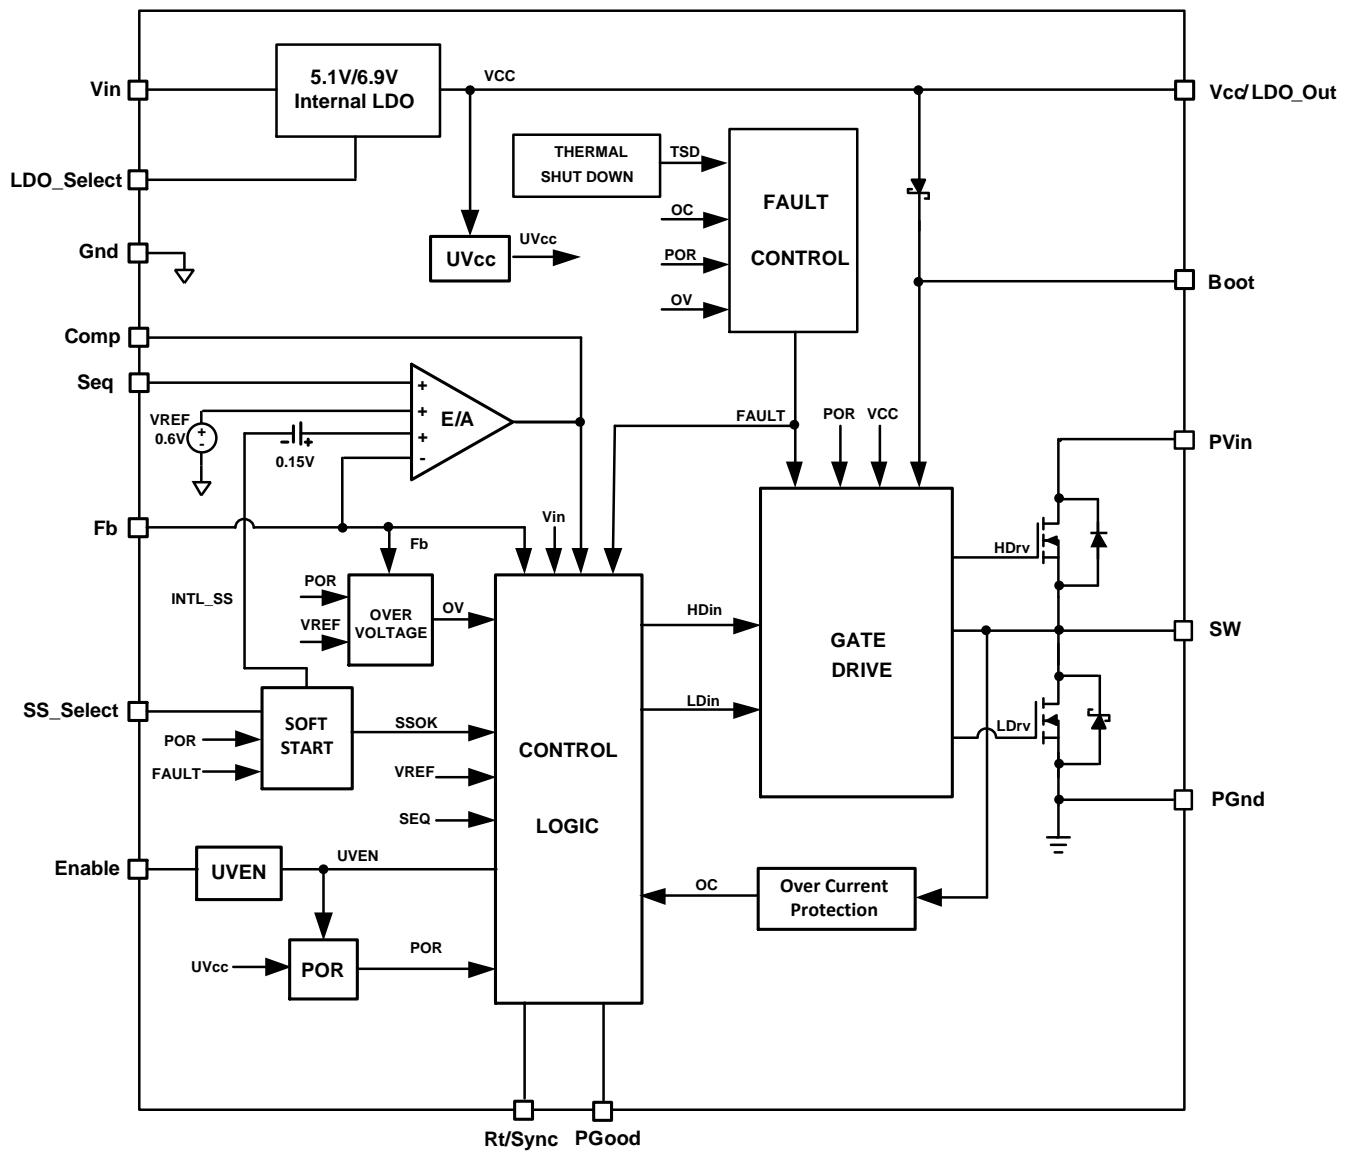 5.1V/6.9V
Internal LDO
VCC
Vin
Vcc/LDO_Out
THERMAL
SHUT DOWN
TSD
LDO_Select
OC
FAULT
CONTROL
UVcc
UVcc
Gnd
POR
OV
Boot
Comp
Seq
+
+
+
-
E/A
VREF
0.6V
+
-
- +
0.15V
FAULT
POR
VCC
PVin
Fb
Fb
Vin
HDrv
INTL_SS
POR
VREF
OVER
VOLTAGE
OV
HDin
GATE
DRIVE
SW
SS_Select
SOFT
START
POR
FAULT
SSOK
VREF
SEQ
CONTROL
LOGIC
LDin
LDrv
PGnd
Enable
UVEN
UVEN
OC
Over Current
Protection
UVcc
POR
POR
Rt/Sync
PGood